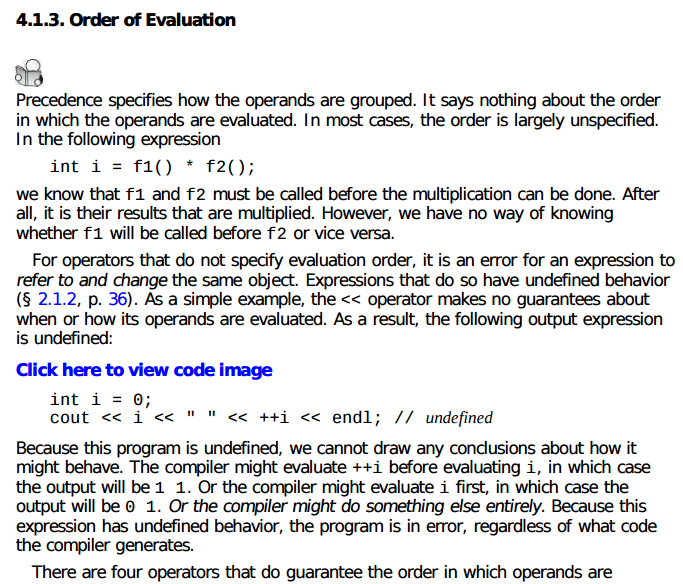 4.1.3. Order of Evaluation
Precedence specifies how the operands are grouped. It says nothing about the order
in which the operands are evaluated. In most cases, the order is largely unspecified.
In the following expression
int i = f1() * f2();
we know that f1 and f2 must be called before the multiplication can be done. After
all, it is their results that are multiplied. However, we have no way of knowing
whether f1 will be called before f2 or vice versa.
For operators that do not specify evaluation order, it is an error for an expression to
refer to and change the same object. Expressions that do so have undefined behavior
(§ 2.1.2, p. 36). As a simple example, the << operator makes no guarantees about
when or how its operands are evaluated. As a result, the following output expression
is undefined:
Click here to view code image
int i = 0;
cout << i << " " << ++i << endl; // undefined
Because this program is undefined, we cannot draw any conclusions about how it
might behave. The compiler might evaluate ++i before evaluating i, in which case
the output will be 1 1. Or the compiler might evaluate i first, in which case the
output will be 0 1. Or the compiler might do something else entirely. Because this
expression has undefined behavior, the program is in error, regardless of what code
the compiler generates.
There are four operators that do guarantee the order in which operands are